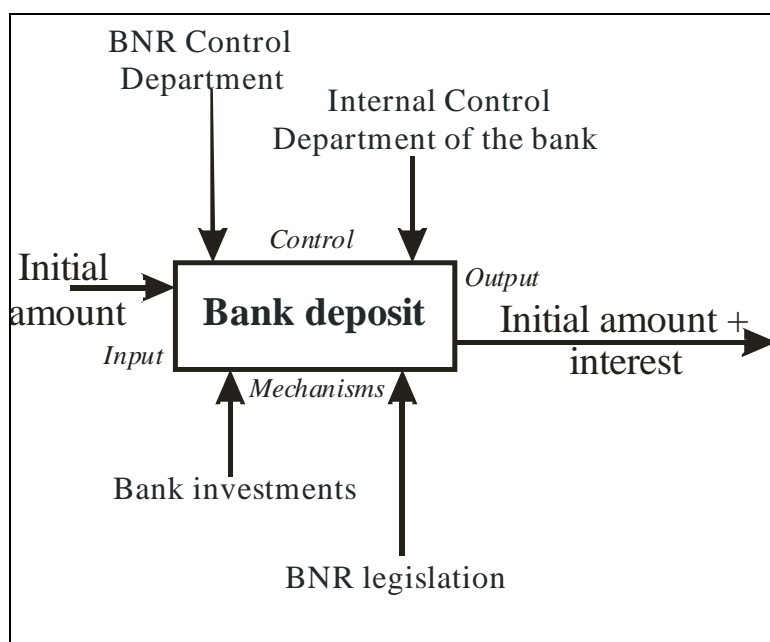 BNR Control
Department
Internal Control
Department of the bank
Control
Initial
amount
Input
Bank deposit
Output
Initial amount +
interest
Mechanisms
Bank investments
BNR legislation